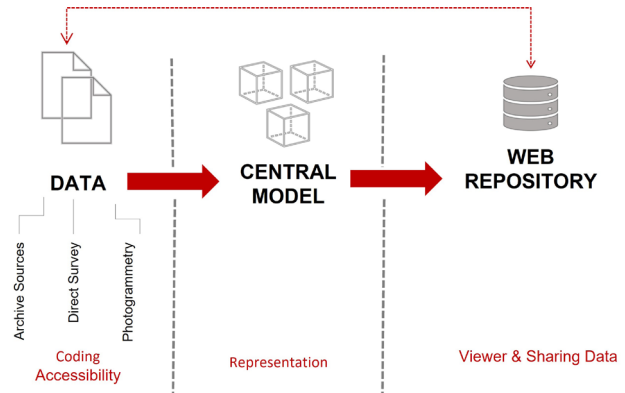 DATA
CENTRAL
MODEL
WEB
REPOSITORY
Archive Sources
Direct Survey
Photogrammetry
Coding
Accessibility
Representation
Viewer & Sharing Data